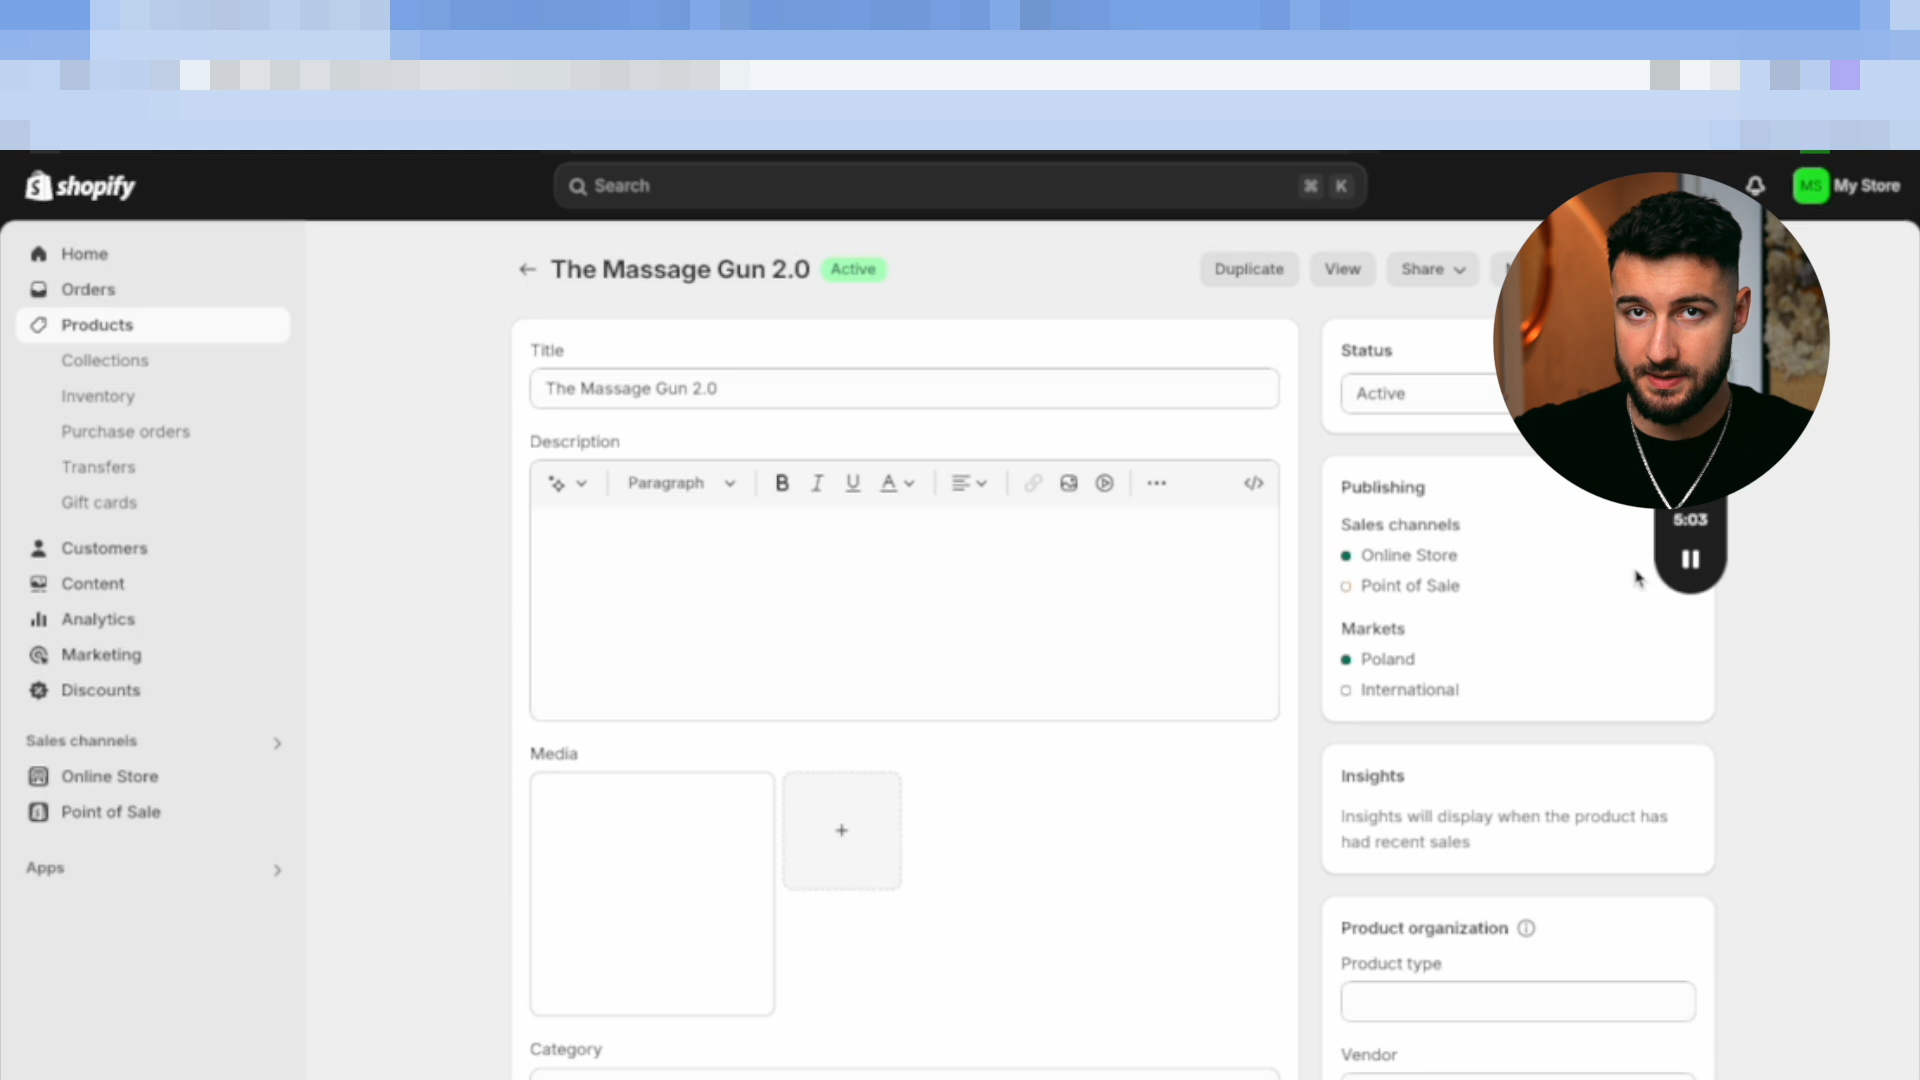 shopify
Search
⌘ K
MS My Store
Home
Orders
Products
Collections
Inventory
Purchase orders
Transfers
Gift cards
Customers
Content
Analytics
Marketing
Discounts
Sales channels
Online Store
Point of Sale
Apps
The Massage Gun 2.0 Active
Duplicate View Share
Title
The Massage Gun 2.0
Description
Paragraph B I U A
Media
Category
Status
Active
Publishing
Sales channels
Online Store
Point of Sale
Markets
Poland
International
5:03
Insights
Insights will display when the product has
had recent sales
Product organization
Product type
Vendor